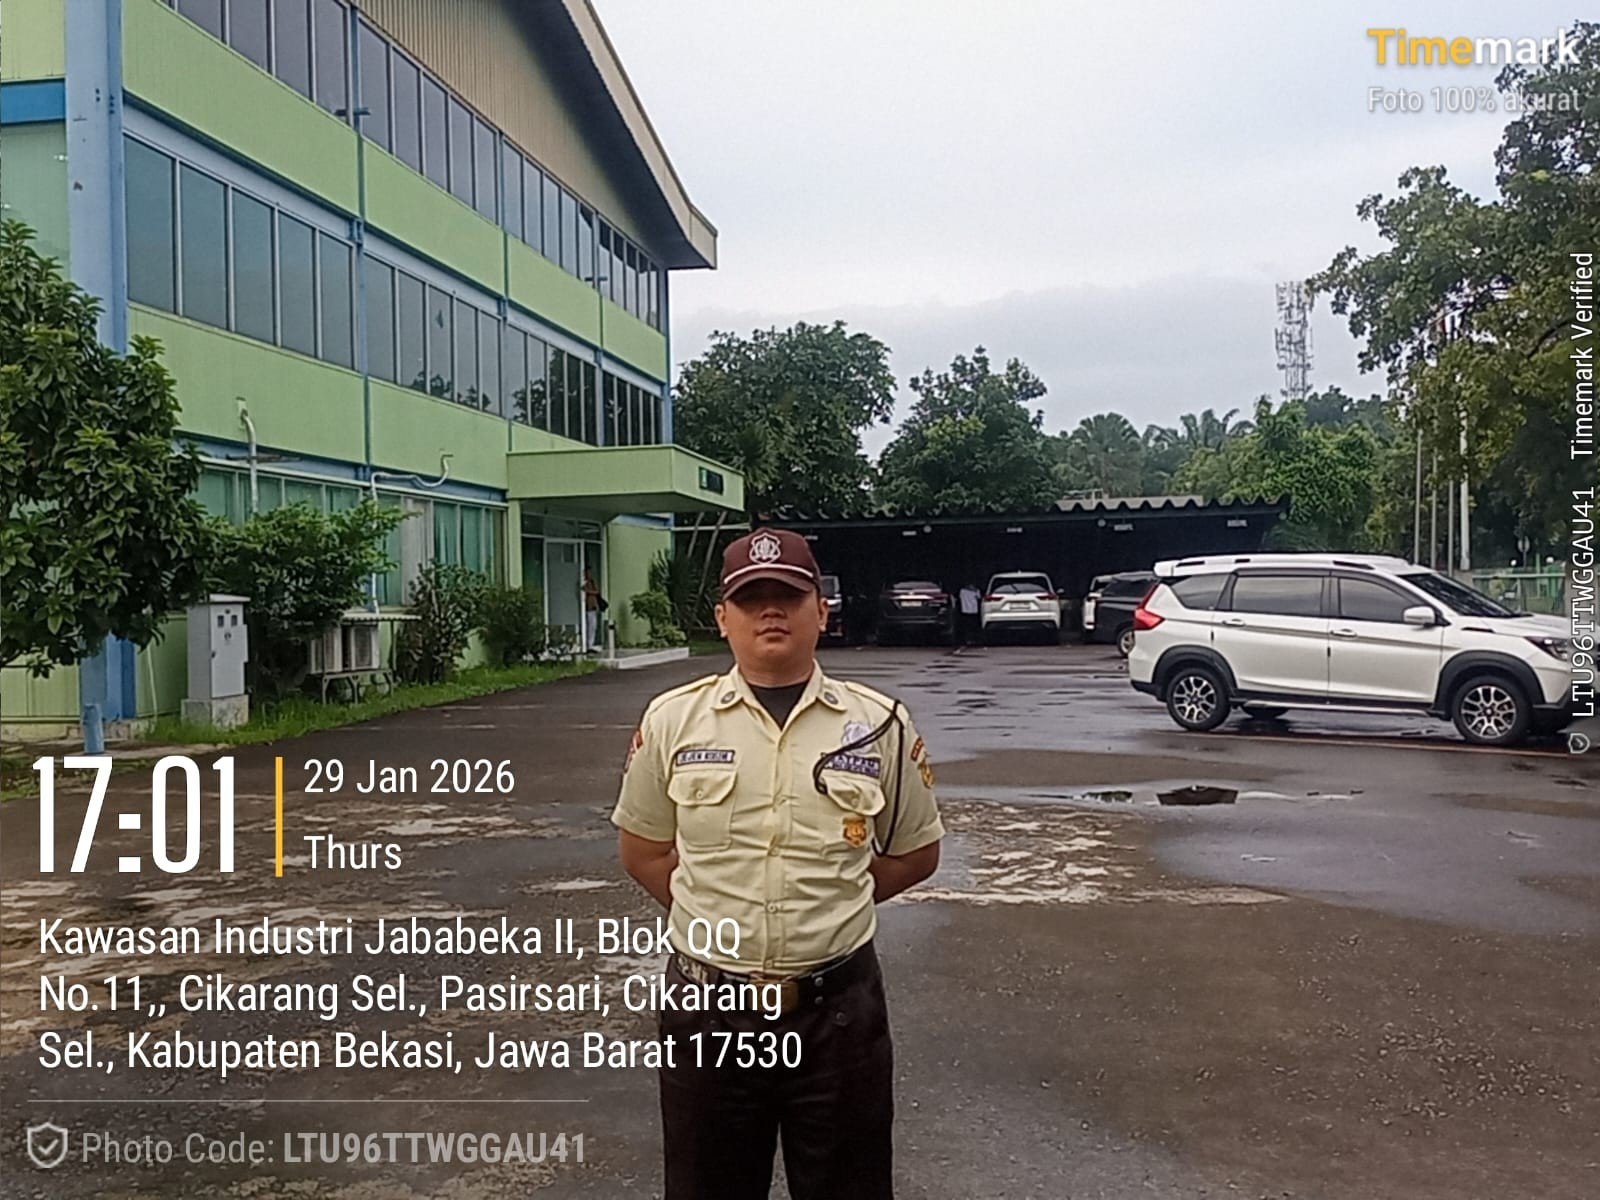 Timemark
Foto 100% akurat
LTU96TTWGGAU41 Timemark Verified
17:01
29 Jan 2026
Thurs
Kawasan Industri Jababeka II, Blok QQ
No.11,, Cikarang Sel., Pasirsari, Cikarang
Sel., Kabupaten Bekasi, Jawa Barat 17530
Photo Code: LTU96TTWGGAU41